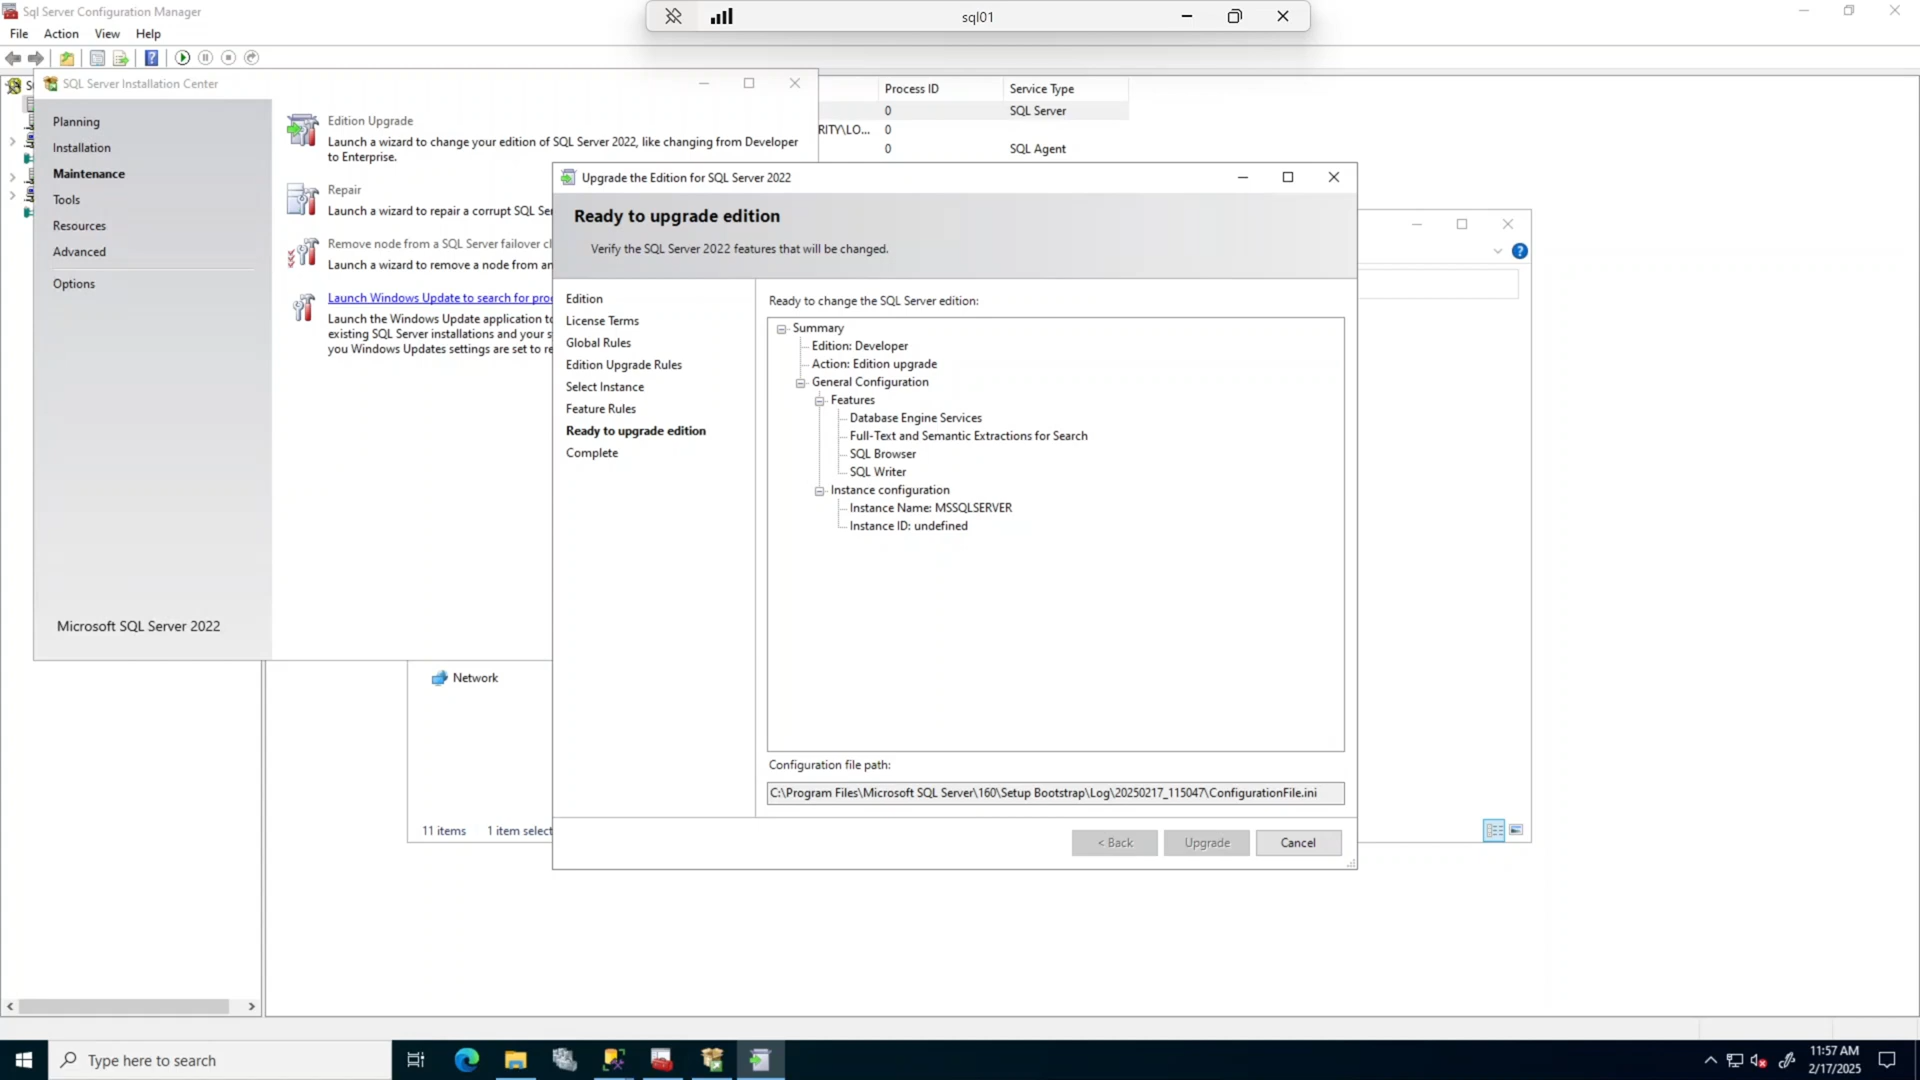 Sql Server Configuration Manager
sql01
File Action View Help
SQL Server Installation Center
Planning
Installation
Maintenance
Tools
Resources
Advanced
Options
Microsoft SQL Server 2022
Edition Upgrade
Launch a wizard to change your edition of SQL Server 2022, like changing from Developer
to Enterprise.
Repair
Launch a wizard to repair a corrupt SQL Se
Remove node from a SQL Server failover cl
Launch a wizard to remove a node from an
Launch Windows Update to search for pro
Launch the Windows Update application to
existing SQL Server installations and your s
you Windows Updates settings are set to re
Process ID Service Type
0 SQL Server
RITY\LO... 0
0 SQL Agent
Upgrade the Edition for SQL Server 2022
Ready to upgrade edition
Verify the SQL Server 2022 features that will be changed.
Edition
License Terms
Global Rules
Edition Upgrade Rules
Select Instance
Feature Rules
Ready to upgrade edition
Complete
Ready to change the SQL Server edition:
Summary
Edition: Developer
Action: Edition upgrade
General Configuration
Features
Database Engine Services
Full-Text and Semantic Extractions for Search
SQL Browser
SQL Writer
Instance configuration
Instance Name: MSSQLSERVER
Instance ID: undefined
Configuration file path:
C:\Program Files\Microsoft SQL Server\160\Setup Bootstrap\Log\20250217_115047\ConfigurationFile.ini
< Back Upgrade Cancel
Network
11 items 1 item select
Type here to search
11:57 AM
2/17/2025